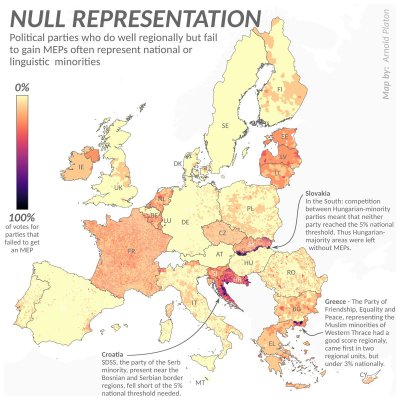 NULL REPRESENTATION
Political parties who do well regionally but fail
to gain MEPs often represent national or
linguistic minorities
Map by: Arnold Platon
0%
100%
of votes for
parties that
failed to get
an MEP
FI
SE
EE
LV
LT
DK
IE
UK
NL
BE
LU
DE
PL
CZ
FR
AT
HU
RO
IT
BG
ES
EL
MT
CY
Slovakia
In the South: competition
between Hungarian-minority
parties meant that neither
party reached the 5% national
threshold. Thus Hungarian-
majority areas were left
without MEPs.
Greece - The Party of
Friendship, Equality and
Peace, representing the
Muslim minorities of
Western Thrace had a
good score regionaly,
came first in two
regional units, but
under 3% nationally.
Croatia
SDSS, the party of the Serb
minority, present near the
Bosnian and Serbian border
regions, fell short of the 5%
national threshold needed.